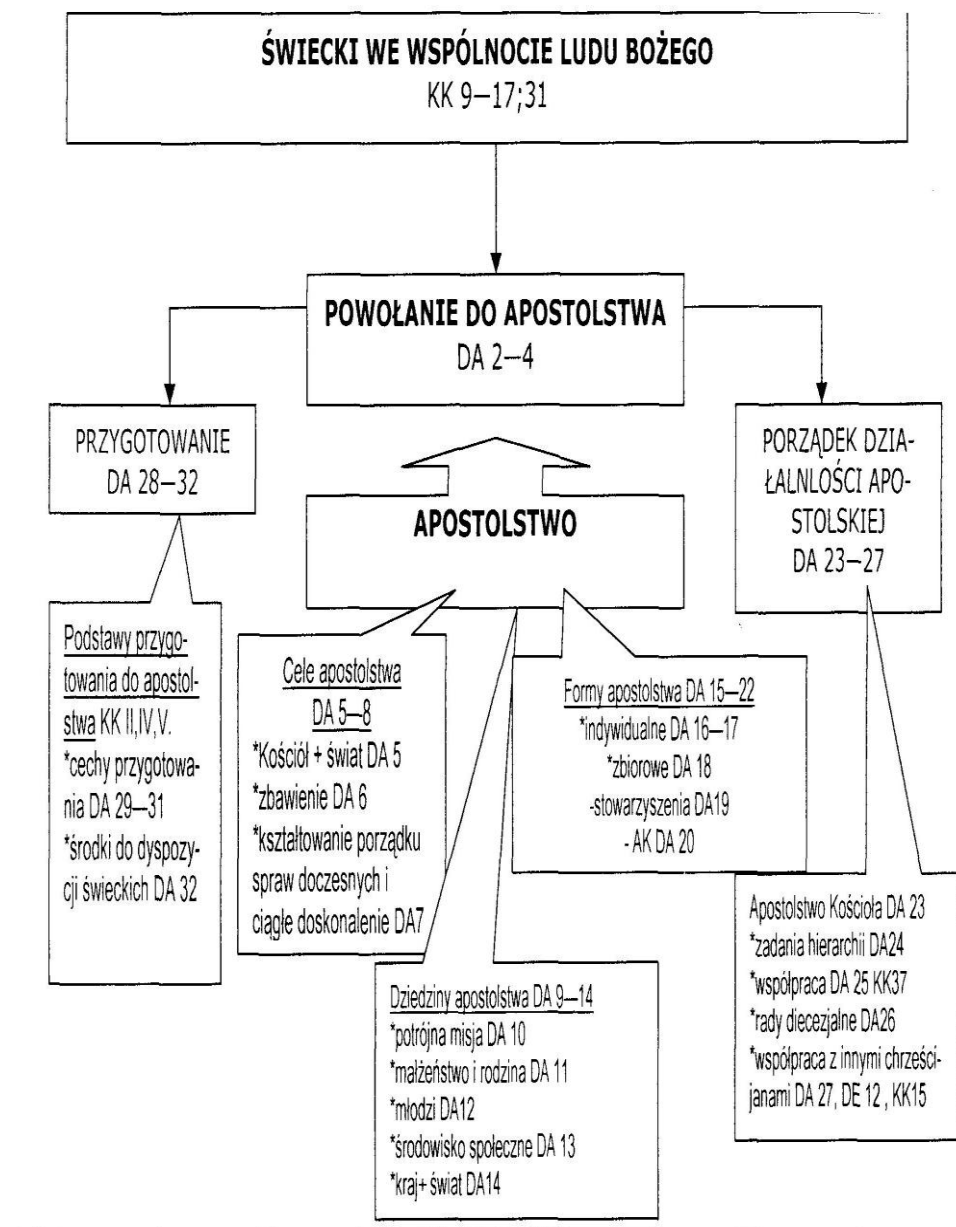 ŚWIECKI WE WSPÓLNOCIE LUDU BOŻEGO
KK 9—17;31
POWOŁANIE DO APOSTOLSTWA
DA 2—4
PRZYGOTOWANIE
DA 28—32
PORZĄDEK DZIA-
ŁALNLOŚCI APO-
STOLSKIEJ
DA 23—27
APOSTOLSTWO
Podstawy przygo-
towania do apostol-
stwa KK II,IV,V.
*cechy przygotowa-
nia DA 29—31
*środki do dyspozy-
cji świeckich DA 32
Cele apostolstwa
DA 5—8
*Kościół + świat DA 5
*zbawienie DA 6
*kształtowanie porządku
spraw doczesnych i
ciągłe doskonalenie DA7
Formy apostolstwa DA 15—22
*indywidualne DA 16—17
*zbiorowe DA 18
-stowarzyszenia DA19
- AK DA 20
Dziedziny apostolstwa DA 9—14
*potrójna misja DA 10
*małżeństwo i rodzina DA 11
*młodzi DA12
*środowisko społeczne DA 13
*kraj+ świat DA14
Apostolstwo Kościoła DA 23
*zadania hierarchii DA24
*współpraca DA 25 KK37
*rady diecezjalne DA26
*współpraca z innymi chrześci-
janami DA 27, DE 12 , KK15